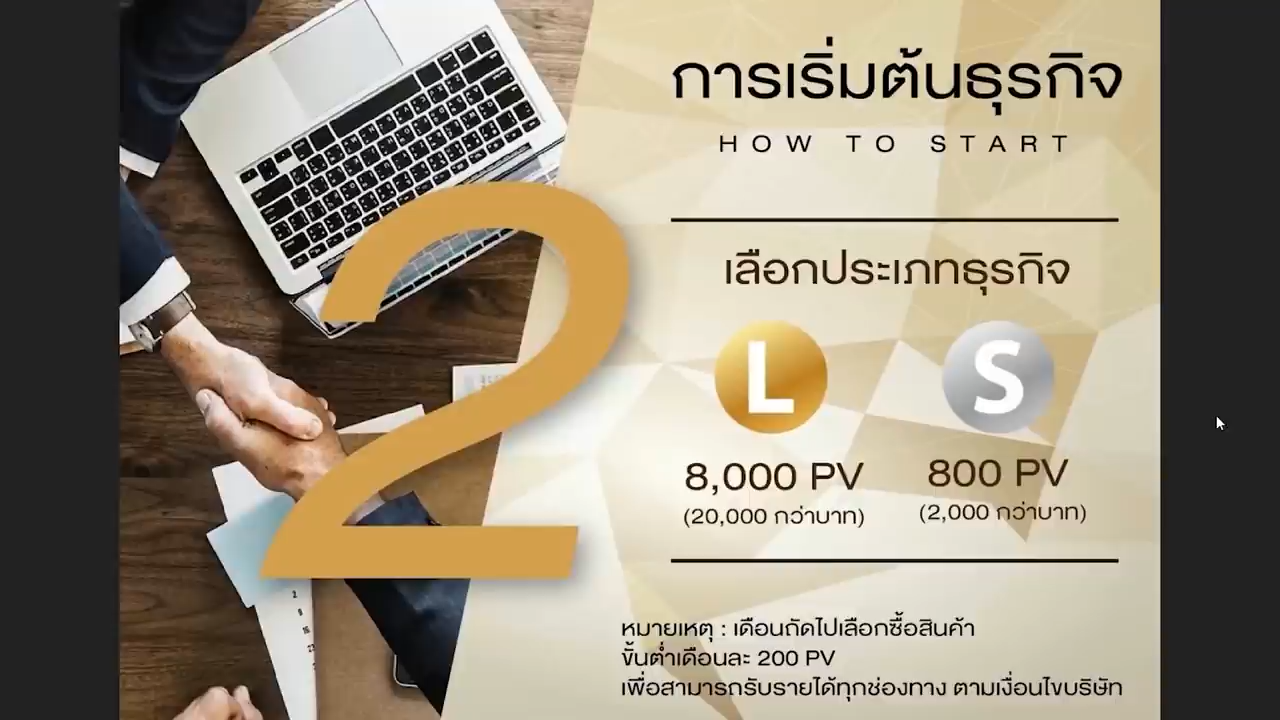 การเริ่มต้นธุรกิจ
HOW TO START
2
เลือกประเภทธุรกิจ
L S
8,000 PV 800 PV
(20,000 กว่าบาท) (2,000 กว่าบาท)
หมายเหตุ : เดือนถัดไปเลือกซื้อสินค้า
ขั้นต่ำเดือนละ 200 PV
เพื่อสามารถรับรายได้ทุกช่องทาง ตามเงื่อนไขบริษัท